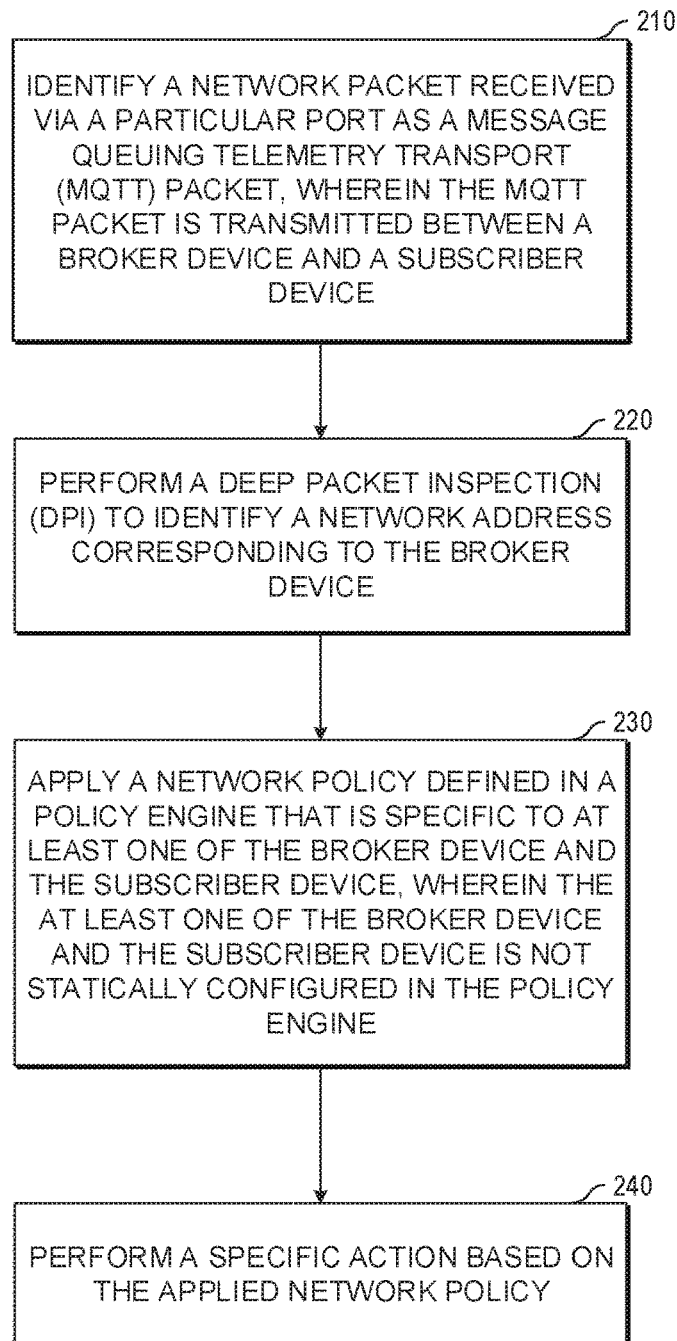 210
IDENTIFY A NETWORK PACKET RECEIVED
VIA A PARTICULAR PORT AS A MESSAGE
QUEUING TELEMETRY TRANSPORT
(MQTT) PACKET, WHEREIN THE MQTT
PACKET IS TRANSMITTED BETWEEN A
BROKER DEVICE AND A SUBSCRIBER
DEVICE
220
PERFORM A DEEP PACKET INSPECTION
(DPI) TO IDENTIFY A NETWORK ADDRESS
CORRESPONDING TO THE BROKER
DEVICE
230
APPLY A NETWORK POLICY DEFINED IN A
POLICY ENGINE THAT IS SPECIFIC TO AT
LEAST ONE OF THE BROKER DEVICE AND
THE SUBSCRIBER DEVICE, WHEREIN THE
AT LEAST ONE OF THE BROKER DEVICE
AND THE SUBSCRIBER DEVICE IS NOT
STATICALLY CONFIGURED IN THE POLICY
ENGINE
240
PERFORM A SPECIFIC ACTION BASED ON
THE APPLIED NETWORK POLICY